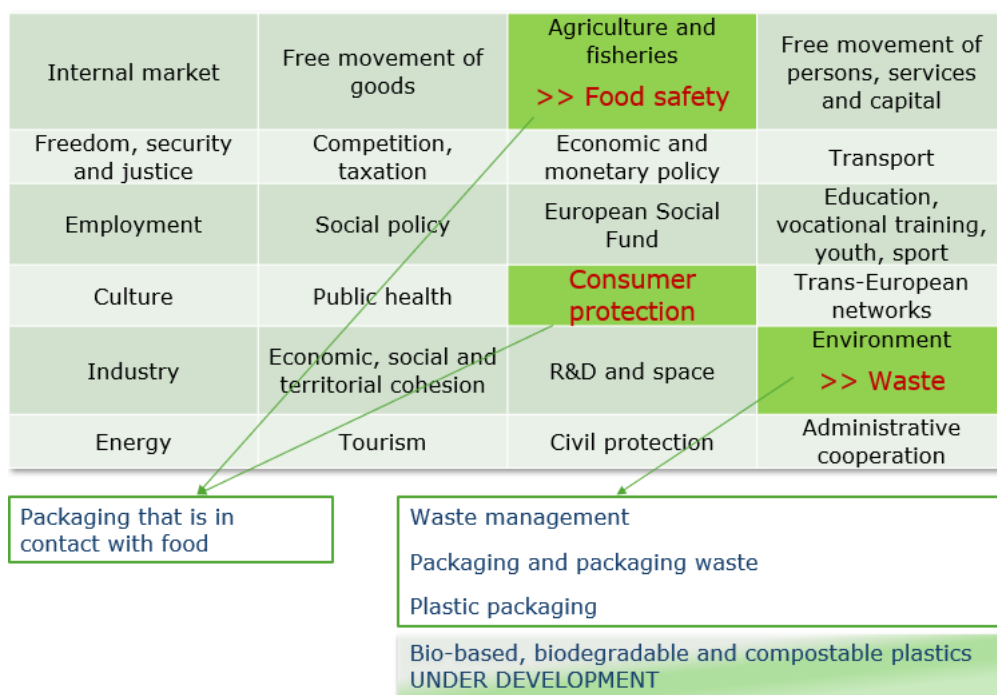 Internal market
Free movement of
goods
Agriculture and
fisheries
>> Food safety
Free movement of
persons, services
and capital
Freedom, security
and justice
Competition,
taxation
Economic and
monetary policy
Transport
Employment
Social policy
European Social
Fund
Education,
vocational training,
youth, sport
Culture
Public health
Consumer
protection
Trans-European
networks
Industry
Economic, social and
territorial cohesion
R&D and space
Environment
>> Waste
Energy
Tourism
Civil protection
Administrative
cooperation
Packaging that is in
contact with food
Waste management
Packaging and packaging waste
Plastic packaging
Bio-based, biodegradable and compostable plastics
UNDER DEVELOPMENT